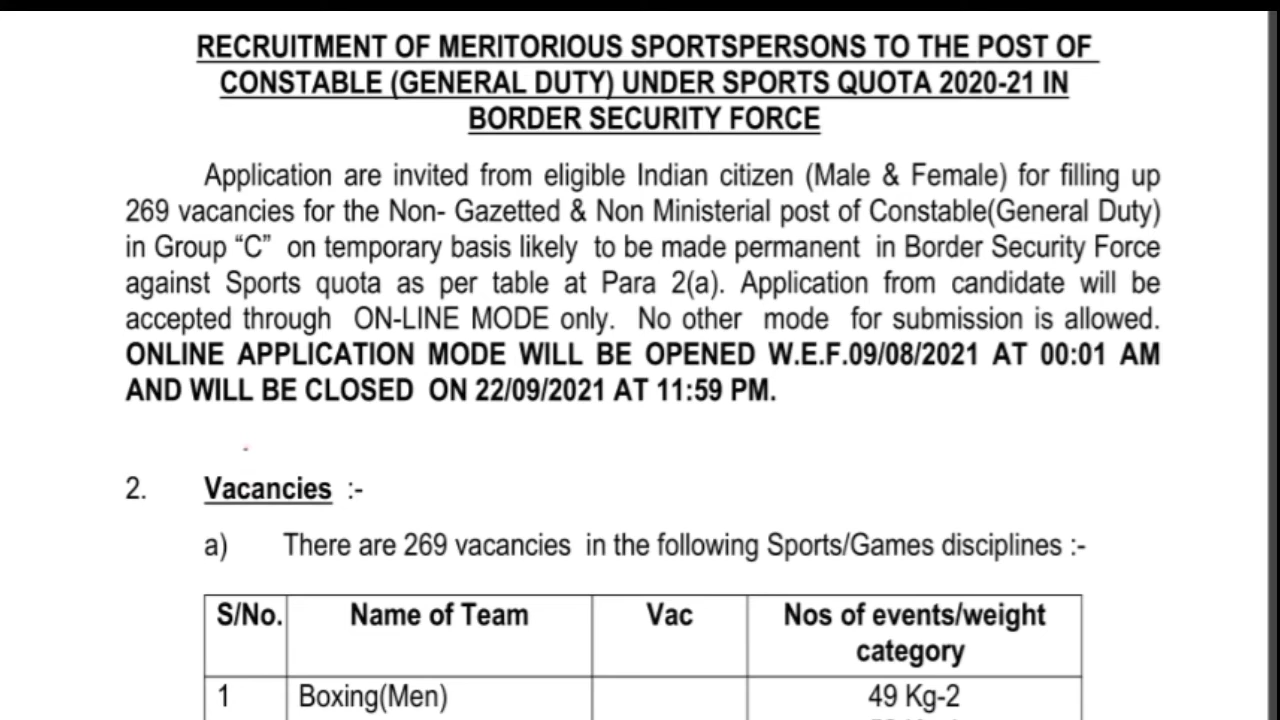 RECRUITMENT OF MERITORIOUS SPORTSPERSONS TO THE POST OF
CONSTABLE (GENERAL DUTY) UNDER SPORTS QUOTA 2020-21 IN
BORDER SECURITY FORCE
Application are invited from eligible Indian citizen (Male & Female) for filling up
269 vacancies for the Non- Gazetted & Non Ministerial post of Constable(General Duty)
in Group “C” on temporary basis likely to be made permanent in Border Security Force
against Sports quota as per table at Para 2(a). Application from candidate will be
accepted through ON-LINE MODE only. No other mode for submission is allowed.
ONLINE APPLICATION MODE WILL BE OPENED W.E.F.09/08/2021 AT 00:01 AM
AND WILL BE CLOSED ON 22/09/2021 AT 11:59 PM.
2. Vacancies :-
a) There are 269 vacancies in the following Sports/Games disciplines :-
S/No. Name of Team Vac Nos of events/weight
category
1 Boxing(Men) 49 Kg-2